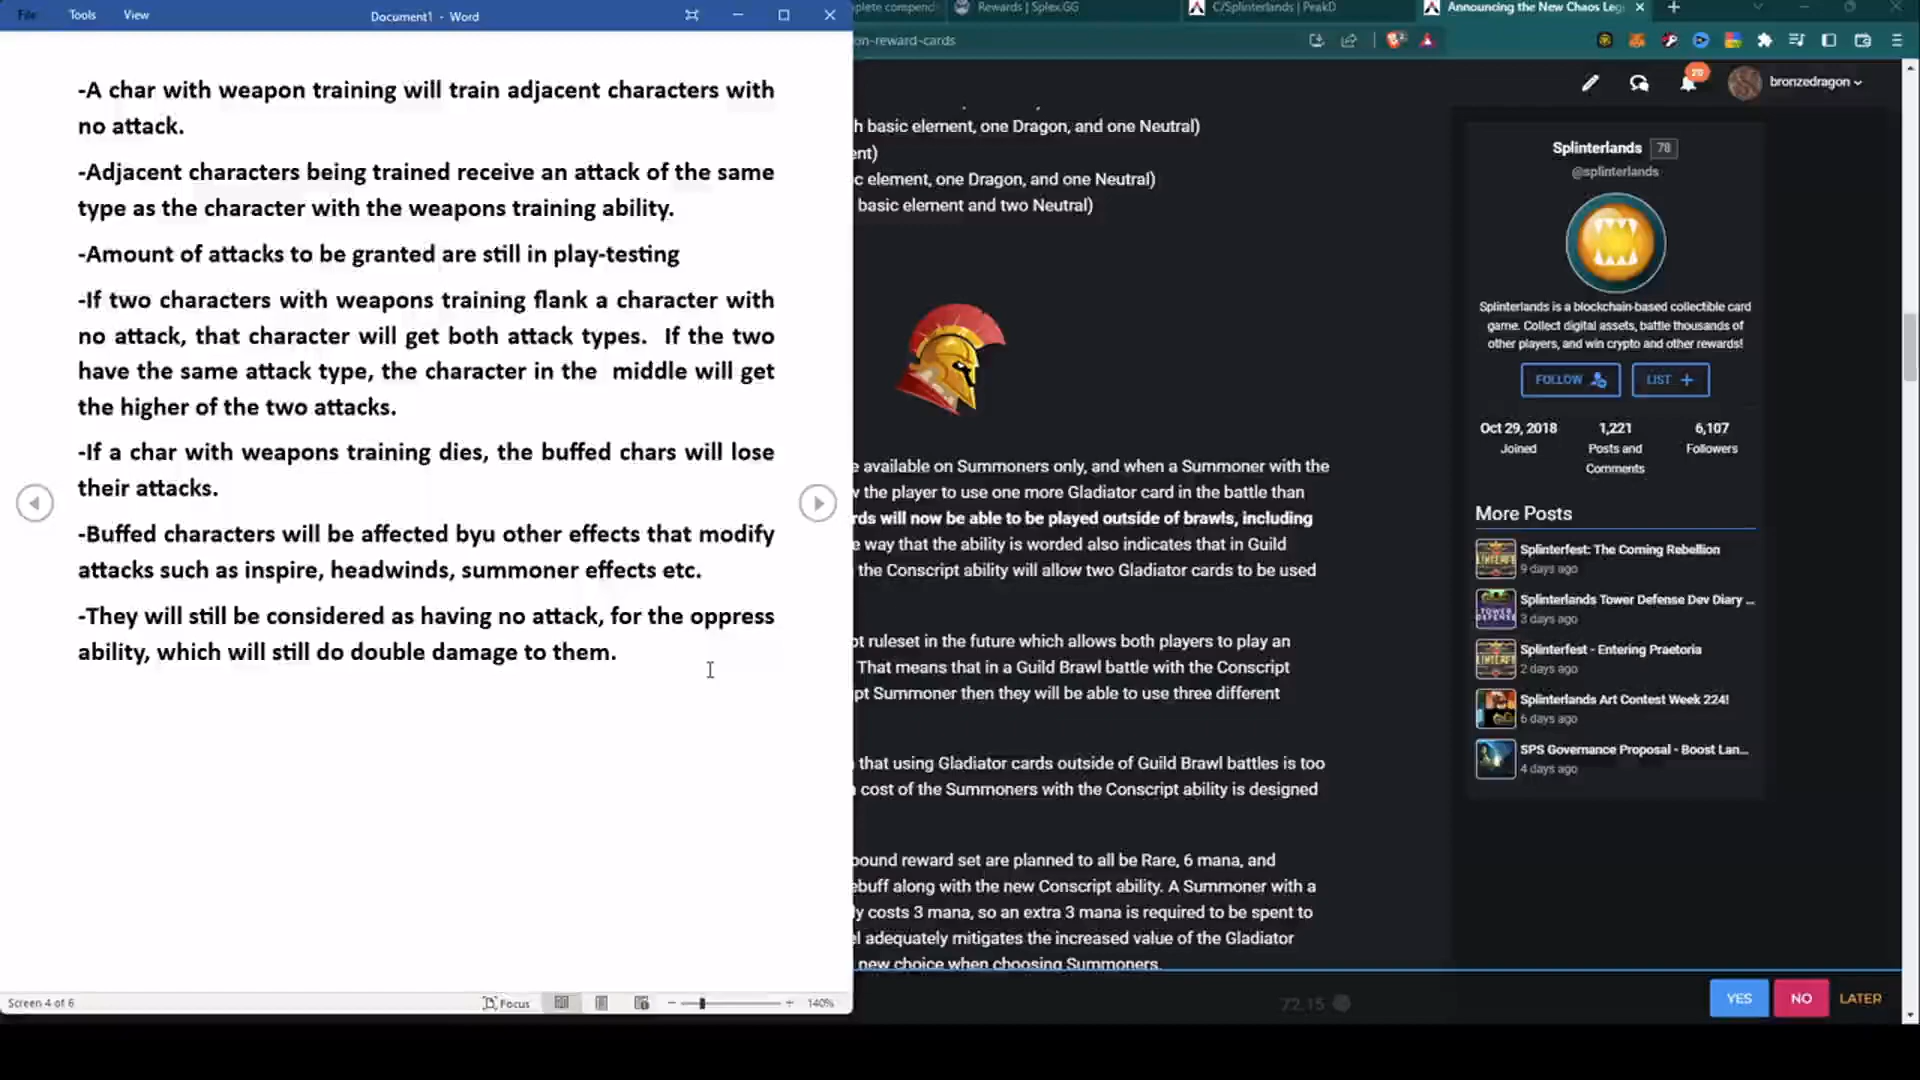 File
Tools
View
Document1 - Word
-A char with weapon training will train adjacent characters with
no attack.
-Adjacent characters being trained receive an attack of the same
type as the character with the weapons training ability.
-Amount of attacks to be granted are still in play-testing
-If two characters with weapons training flank a character with
no attack, that character will get both attack types.  If the two
have the same attack type, the character in the  middle will get
the higher of the two attacks.
-If a char with weapons training dies, the buffed chars will lose
their attacks.
-Buffed characters will be affected byu other effects that modify
attacks such as inspire, headwinds, summoner effects etc.
-They will still be considered as having no attack, for the oppress
ability, which will still do double damage to them.
Screen 4 of 6
Focus
140%
plete compend
Rewards | Splex.GG
C/Splinterlands | PeakD
Announcing the New Chaos Leg
on-reward-cards
20
bronzedragon
h basic element, one Dragon, and one Neutral)
ent)
c element, one Dragon, and one Neutral)
basic element and two Neutral)
e available on Summoners only, and when a Summoner with the
w the player to use one more Gladiator card in the battle than
rds will now be able to be played outside of brawls, including
e way that the ability is worded also indicates that in Guild
the Conscript ability will allow two Gladiator cards to be used
pt ruleset in the future which allows both players to play an
That means that in a Guild Brawl battle with the Conscript
pt Summoner then they will be able to use three different
that using Gladiator cards outside of Guild Brawl battles is too
cost of the Summoners with the Conscript ability is designed
bound reward set are planned to all be Rare, 6 mana, and
ebuff along with the new Conscript ability. A Summoner with a
ly costs 3 mana, so an extra 3 mana is required to be spent to
el adequately mitigates the increased value of the Gladiator
new choice when choosing Summoners.
72.15
Splinterlands 78
@splinterlands
Splinterlands is a blockchain-based collectible card
game. Collect digital assets, battle thousands of
other players, and win crypto and other rewards!
FOLLOW
LIST
Oct 29, 2018
Joined
1,221
Posts and
Comments
6,107
Followers
More Posts
Splinterfest: The Coming Rebellion
9 days ago
Splinterlands Tower Defense Dev Diary ...
3 days ago
Splinterfest - Entering Praetoria
2 days ago
Splinterlands Art Contest Week 224!
6 days ago
SPS Governance Proposal - Boost Lan...
4 days ago
YES
NO
LATER